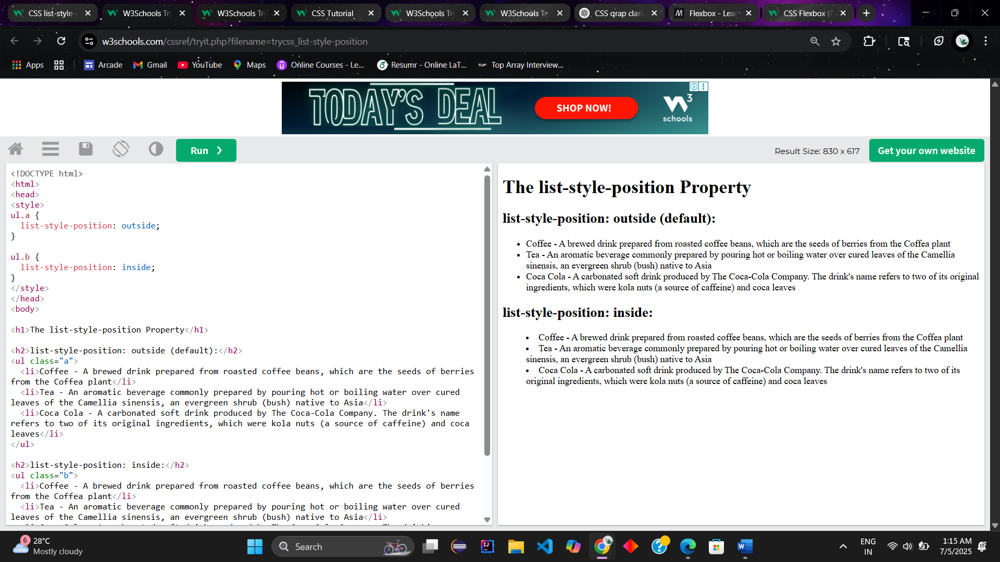 CSS list-style-
W3Schools Try
W3Schools Try
CSS Tutorial
W3Schools Try
W3Schools Tr
CSS grap clari
Flexbox - Lear
CSS Flexbox (
w3schools.com/cssref/tryit.php?filename=trycss_list-style-position
Apps
Arcade
Gmail
YouTube
Maps
Online Courses - Le...
Resumr - Online LaT...
TUF
Top Array Interview...
TODAY'S DEAL
SHOP NOW!
W3
schools
Run ❯
Result Size: 830 x 617
Get your own website
<!DOCTYPE html>
<html>
<head>
<style>
ul.a {
  list-style-position: outside;
}
ul.b {
  list-style-position: inside;
}
</style>
</head>
<body>
<h1>The list-style-position Property</h1>
<h2>list-style-position: outside (default):</h2>
<ul class="a">
  <li>Coffee - A brewed drink prepared from roasted coffee beans, which are the seeds of berries
from the Coffea plant</li>
  <li>Tea - An aromatic beverage commonly prepared by pouring hot or boiling water over cured
leaves of the Camellia sinensis, an evergreen shrub (bush) native to Asia</li>
  <li>Coca Cola - A carbonated soft drink produced by The Coca-Cola Company. The drink's name
refers to two of its original ingredients, which were kola nuts (a source of caffeine) and coca
leaves</li>
</ul>
<h2>list-style-position: inside:</h2>
<ul class="b">
  <li>Coffee - A brewed drink prepared from roasted coffee beans, which are the seeds of berries
from the Coffea plant</li>
  <li>Tea - An aromatic beverage commonly prepared by pouring hot or boiling water over cured
leaves of the Camellia sinensis, an evergreen shrub (bush) native to Asia</li>
The list-style-position Property
list-style-position: outside (default):
• Coffee - A brewed drink prepared from roasted coffee beans, which are the seeds of berries from the Coffea plant
• Tea - An aromatic beverage commonly prepared by pouring hot or boiling water over cured leaves of the Camellia
sinensis, an evergreen shrub (bush) native to Asia
• Coca Cola - A carbonated soft drink produced by The Coca-Cola Company. The drink's name refers to two of its original
ingredients, which were kola nuts (a source of caffeine) and coca leaves
list-style-position: inside:
• Coffee - A brewed drink prepared from roasted coffee beans, which are the seeds of berries from the Coffea plant
• Tea - An aromatic beverage commonly prepared by pouring hot or boiling water over cured leaves of the Camellia
sinensis, an evergreen shrub (bush) native to Asia
• Coca Cola - A carbonated soft drink produced by The Coca-Cola Company. The drink's name refers to two of its
original ingredients, which were kola nuts (a source of caffeine) and coca leaves
6
28°C
Mostly cloudy
Search
ENG
IN
1:15 AM
7/5/2025